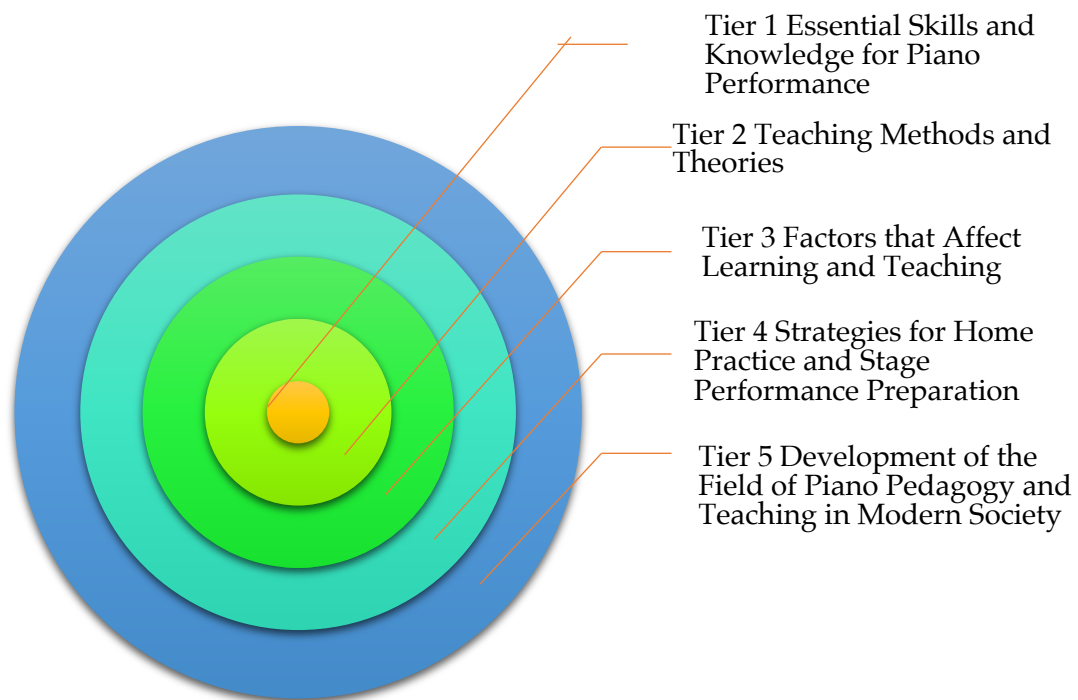 Tier 1 Essential Skills and
Knowledge for Piano
Performance
Tier 2 Teaching Methods and
Theories
Tier 3 Factors that Affect
Learning and Teaching
Tier 4 Strategies for Home
Practice and Stage
Performance Preparation
Tier 5 Development of the
Field of Piano Pedagogy and
Teaching in Modern Society